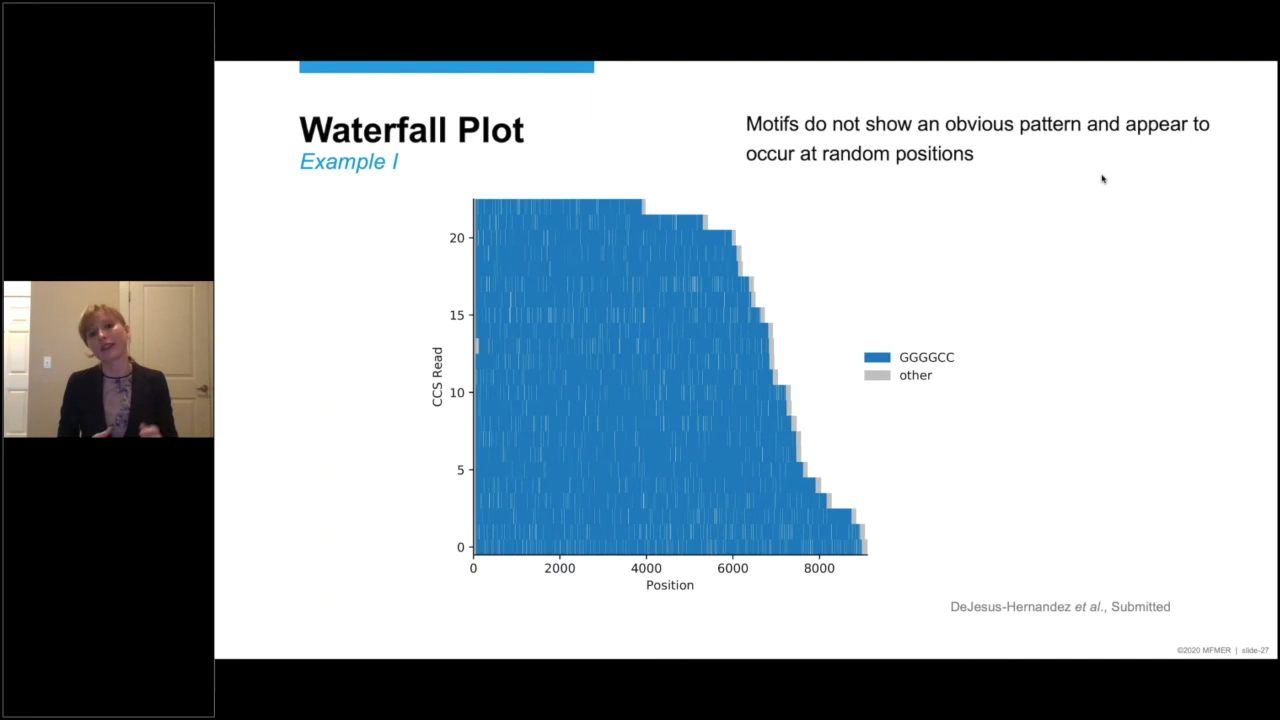 Waterfall Plot
Example I
Motifs do not show an obvious pattern and appear to
occur at random positions
20
15
10
5
0
CCS Read
0 2000 4000 6000 8000
Position
GGGGCC
other
DeJesus-Hernandez et al., Submitted
©2020 MFMER | slide-27